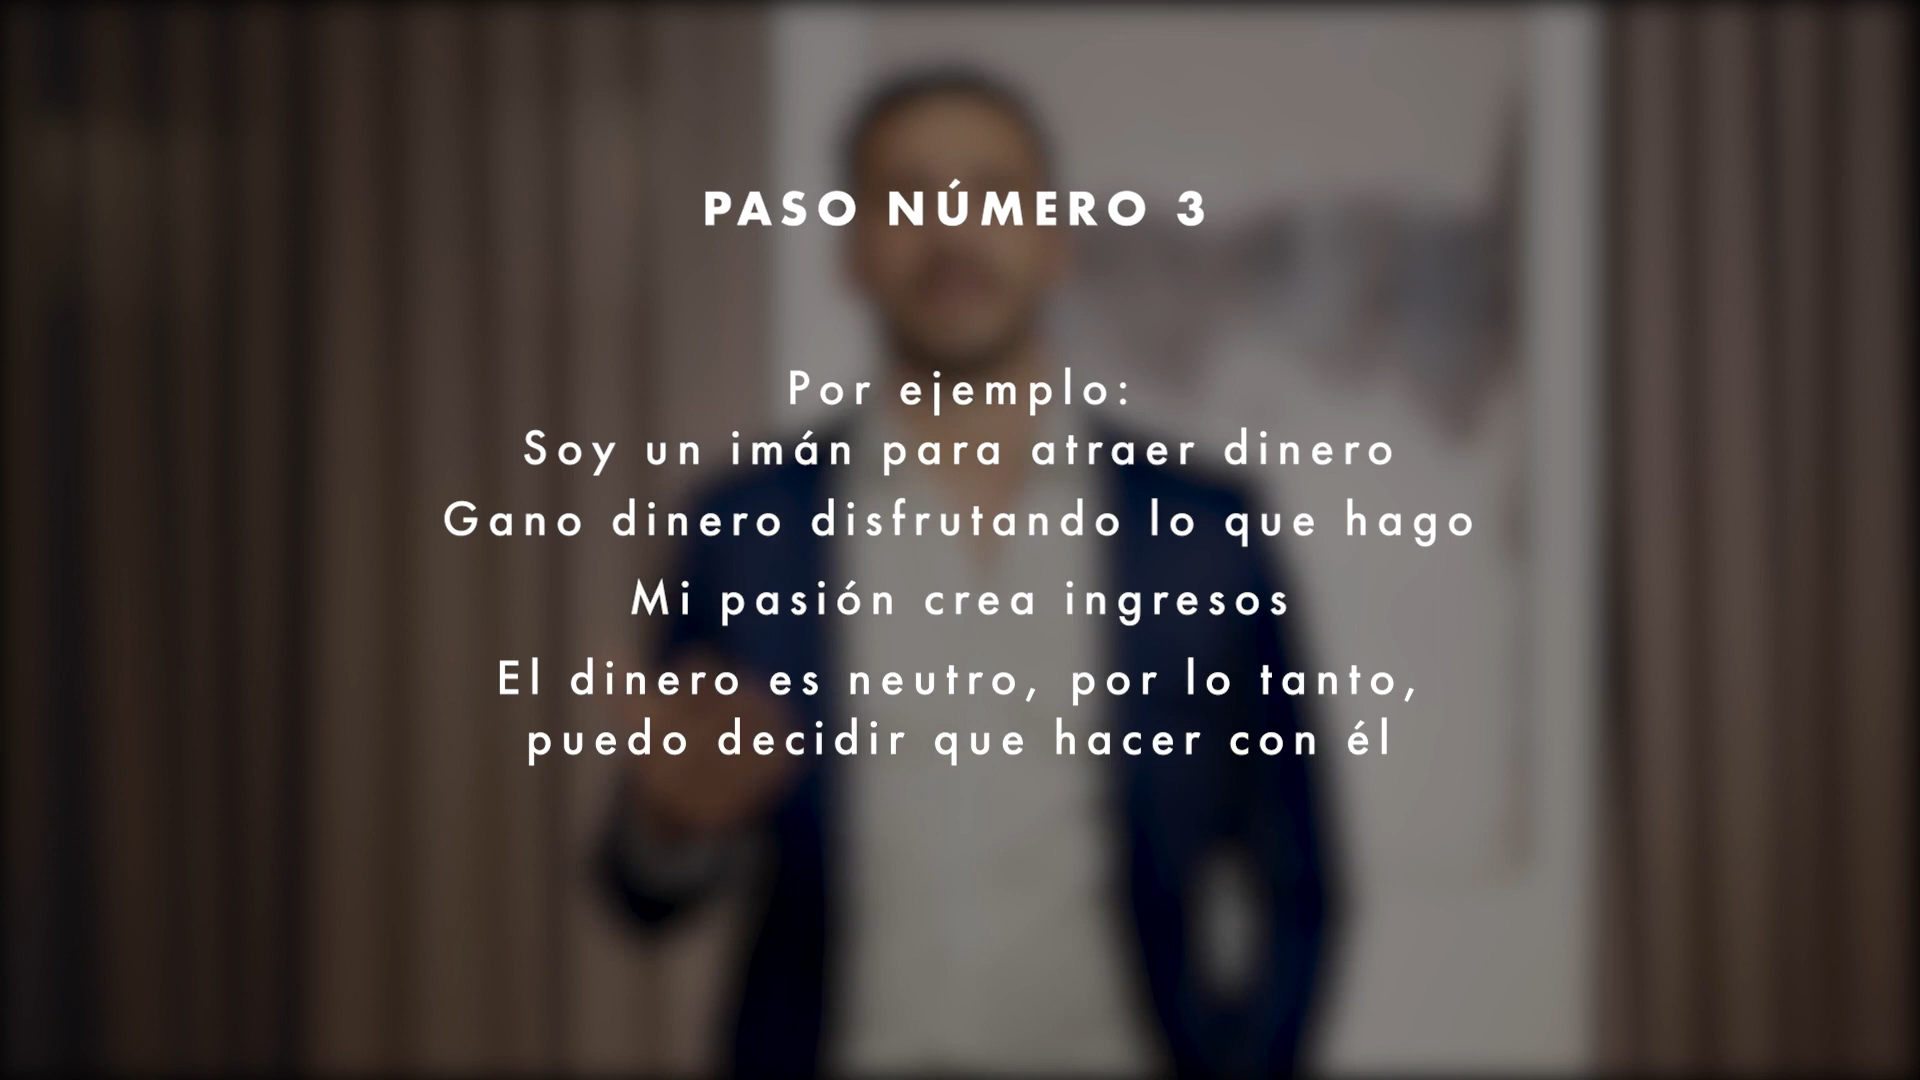 PASO NÚMERO 3
Por ejemplo:
Soy un imán para atraer dinero
Gano dinero disfrutando lo que hago
Mi pasión crea ingresos
El dinero es neutro, por lo tanto,
puedo decidir que hacer con él